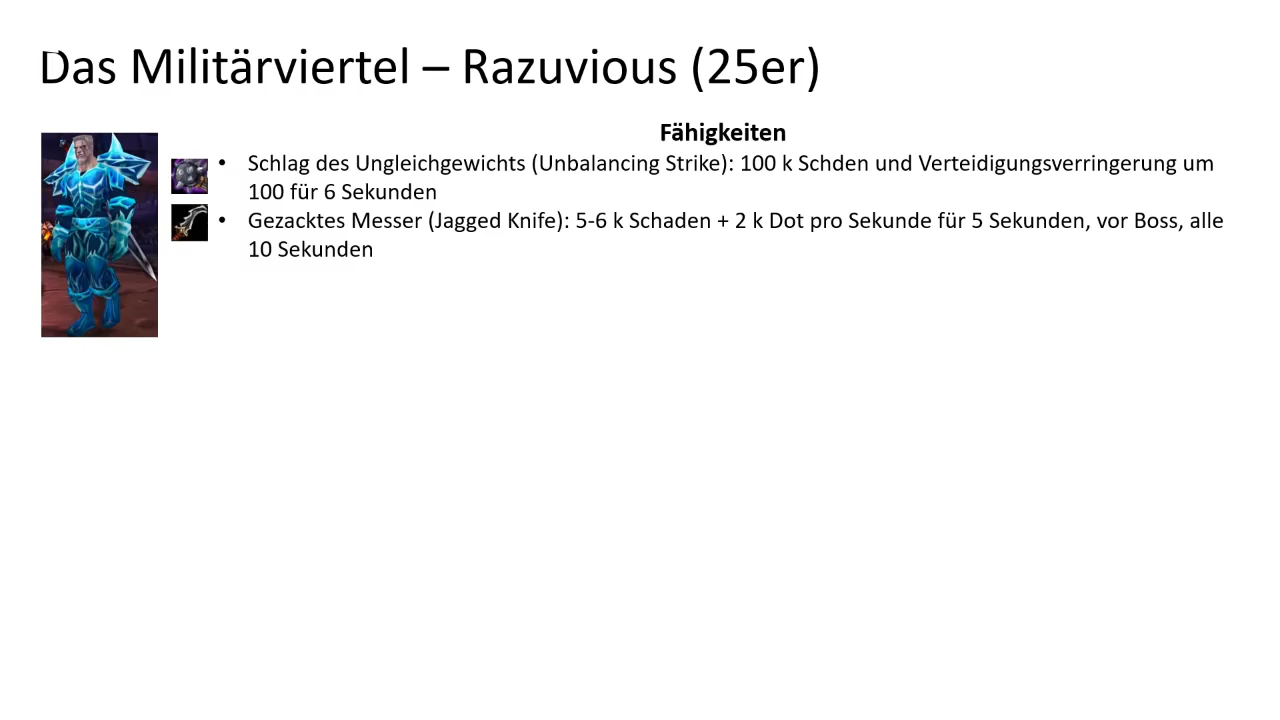 Das Militärviertel – Razuvious (25er)
Fähigkeiten
• Schlag des Ungleichgewichts (Unbalancing Strike): 100 k Schden und Verteidigungsverringerung um
100 für 6 Sekunden
• Gezacktes Messer (Jagged Knife): 5-6 k Schaden + 2 k Dot pro Sekunde für 5 Sekunden, vor Boss, alle
10 Sekunden